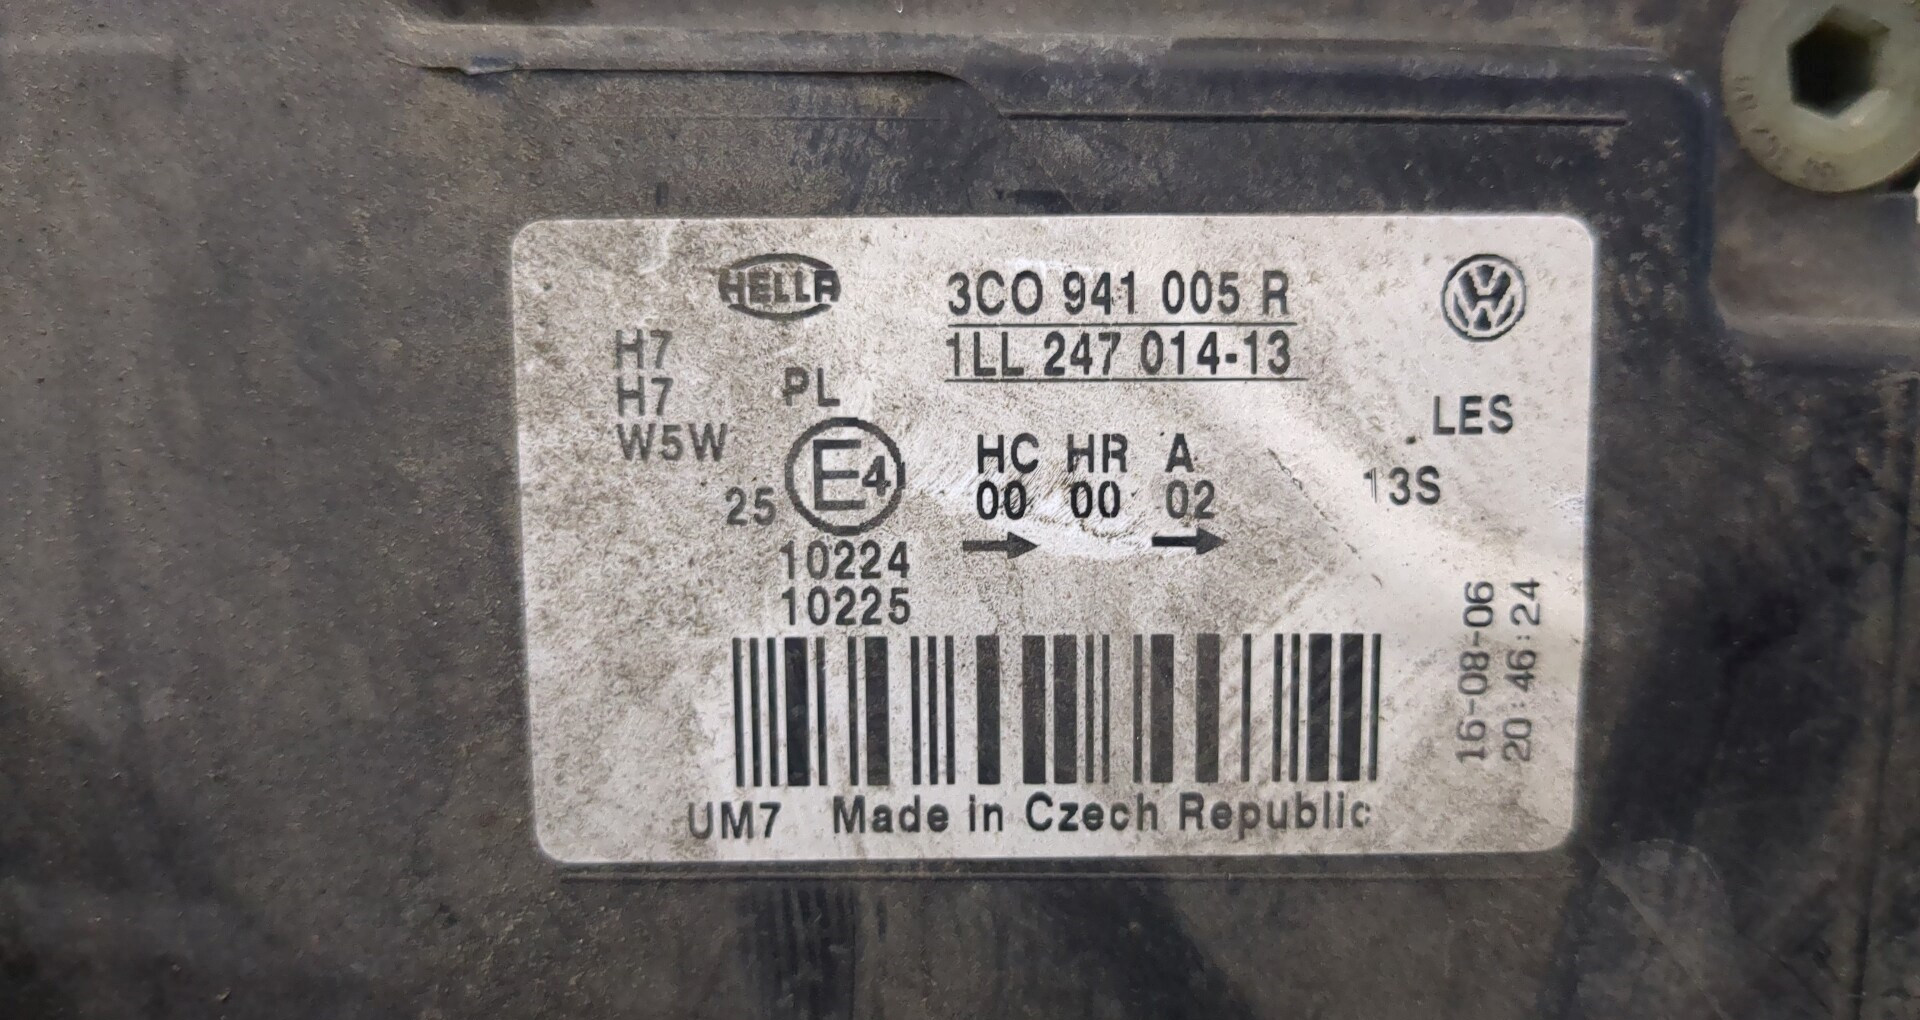 HELLA
3C0 941 005 R
1LL 247 014-13
H7
H7
W5W
PL
LES
HC HR A
25 E4 00 00 02
13S
10224
10225
16-08-06
20:46:24
UM7 Made in Czech Republic